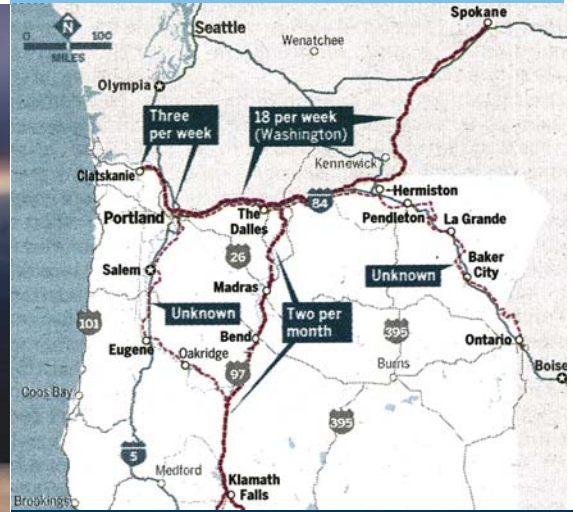 Spokane
N
0 100
MILES
Seattle
Wenatchee
Olympia
Three
per week
18 per week
(Washington)
Kennewick
Clatskanie
Hermiston
84
Portland
The
Dalles
Pendleton
La Grande
26
Baker
City
Salem
Unknown
Madras
Unknown
Two per
month
101
395
Ontario
Eugene
Bend
Oakridge
Burns
Boise
97
Coos Bay
395
5
Medford
Klamath
Falls
Brookings